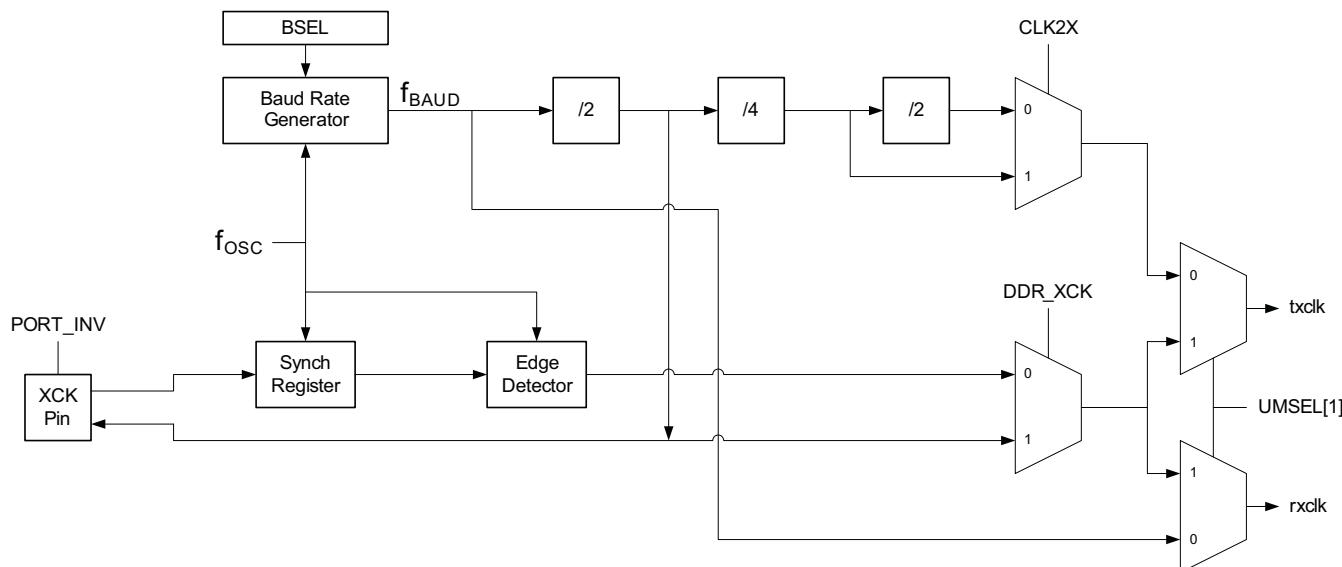 BSEL
CLK2X
Baud Rate
Generator
fBAUD
/2
/4
/2
0
1
fOSC
PORT_INV
DDR_XCK
0
1
txclk
XCK
Pin
Synch
Register
Edge
Detector
0
1
UMSEL[1]
1
0
rxclk